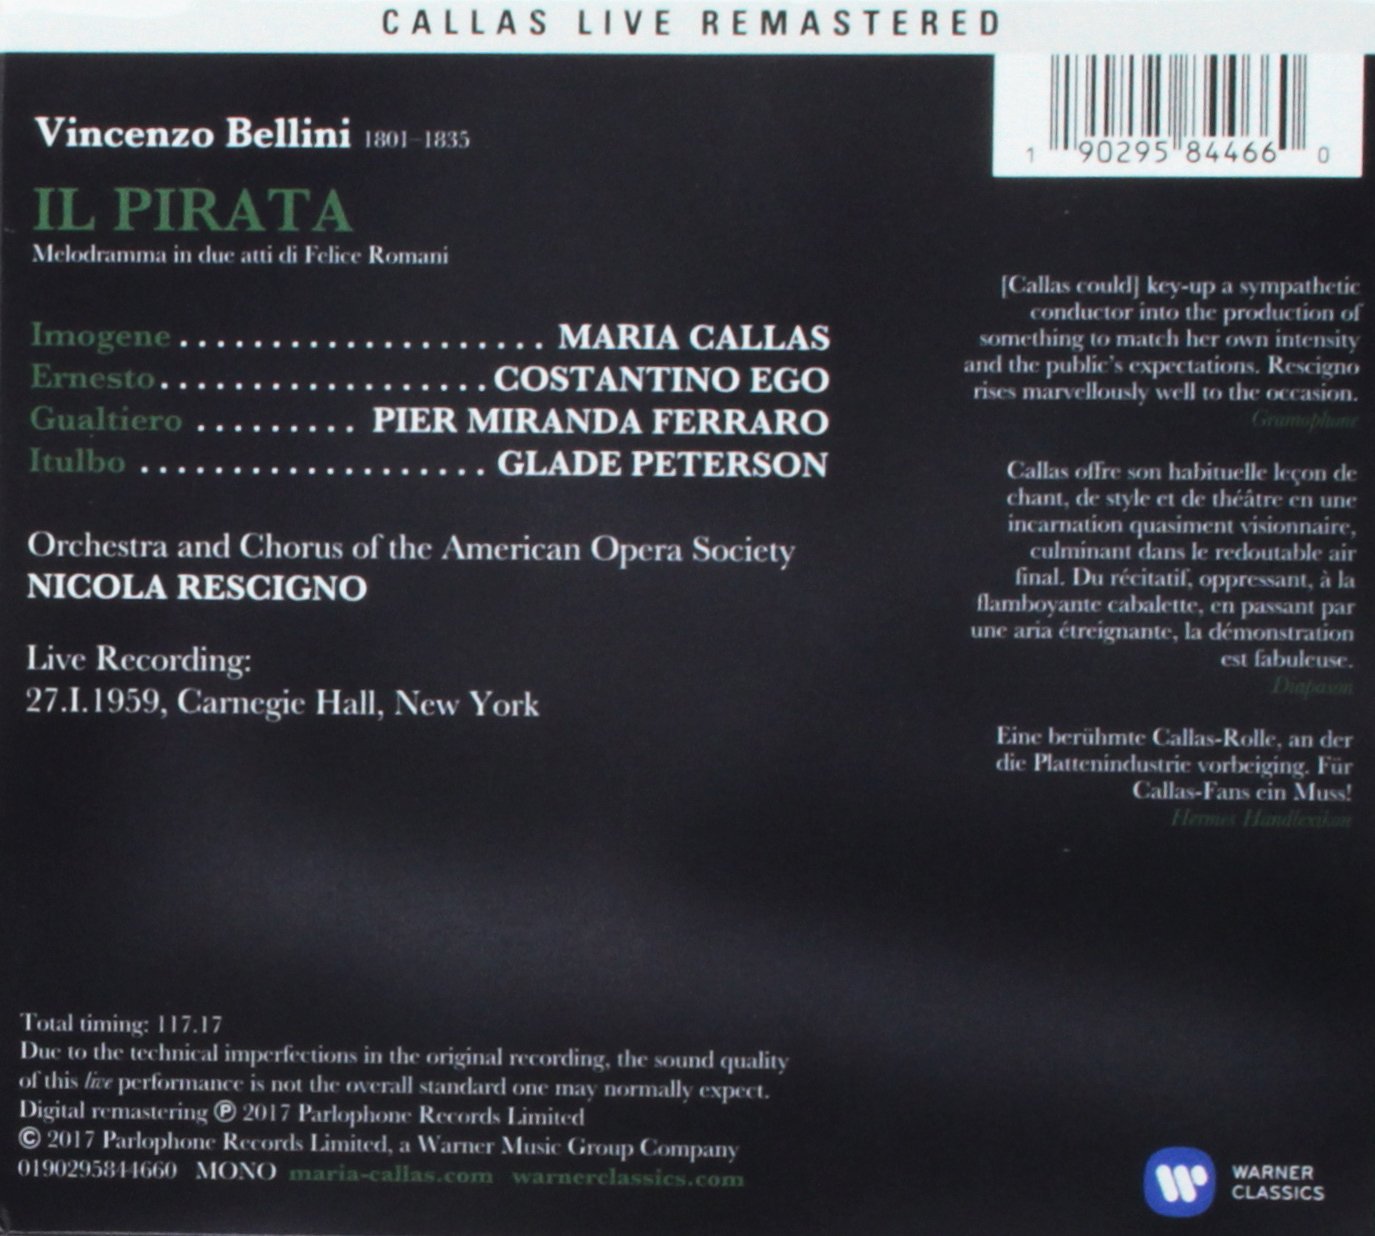 CALLAS LIVE REMASTERED
1 90295 84466 0
Vincenzo Bellini 1801–1835
IL PIRATA
Melodramma in due atti di Felice Romani
Imogene ..................... MARIA CALLAS
Ernesto .................. COSTANTINO EGO
Gualtiero ......... PIER MIRANDA FERRARO
Itulbo ................... GLADE PETERSON
Orchestra and Chorus of the American Opera Society
NICOLA RESCIGNO
Live Recording:
27.I.1959, Carnegie Hall, New York
[Callas could] key-up a sympathetic
conductor into the production of
something to match her own intensity
and the public's expectations. Rescigno
rises marvellously well to the occasion.
Gramophone
Callas offre son habituelle leçon de
chant, de style et de théâtre en une
incarnation quasiment visionnaire,
culminant dans le redoutable air
final. Du récitatif, oppressant, à la
flamboyante cabalette, en passant par
une aria étreignante, la démonstration
est fabuleuse.
Diapason
Eine berühmte Callas-Rolle, an der
die Plattenindustrie vorbeiging. Für
Callas-Fans ein Muss!
Hermes Handlexikon
Total timing: 117.17
Due to the technical imperfections in the original recording, the sound quality
of this live performance is not the overall standard one may normally expect.
Digital remastering ℗ 2017 Parlophone Records Limited
© 2017 Parlophone Records Limited, a Warner Music Group Company
0190295844660 MONO maria-callas.com warnerclassics.com
WARNER
CLASSICS